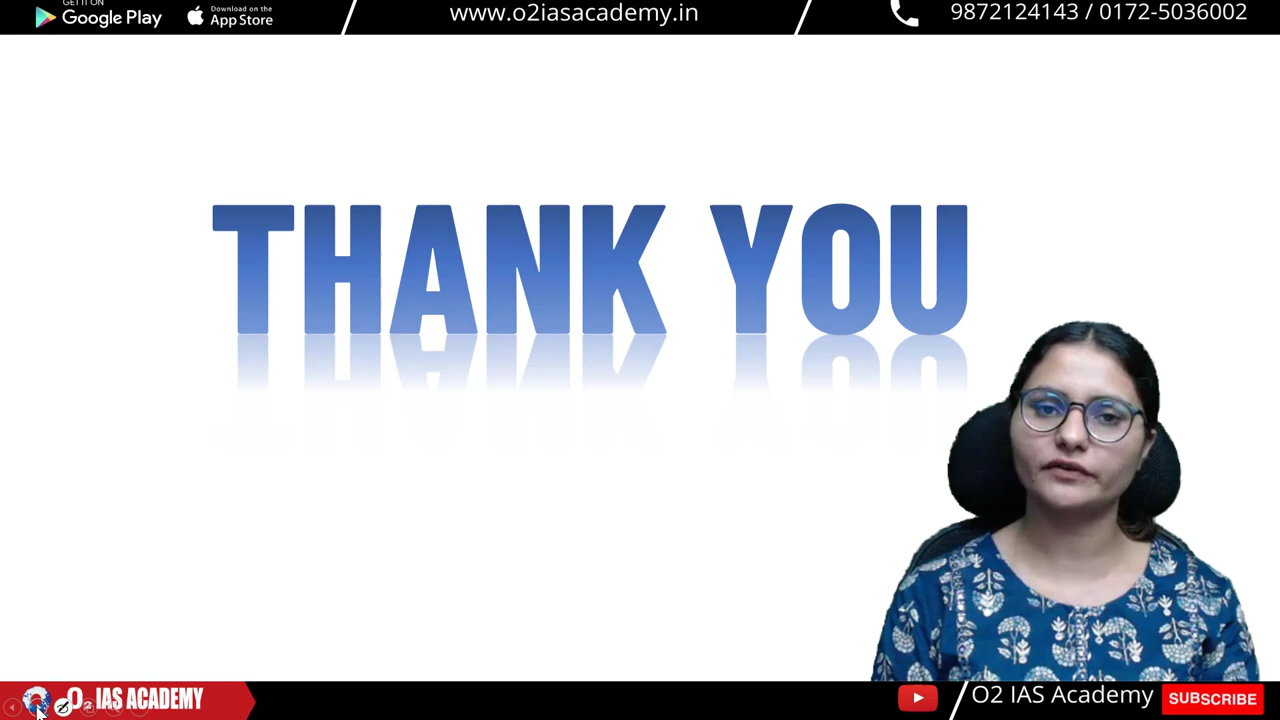 GET IT ON
Google Play
Download on the
App Store
www.o2iasacademy.in
9872124143 / 0172-5036002
THANK YOU
O2 IAS ACADEMY
O2 IAS Academy
SUBSCRIBE